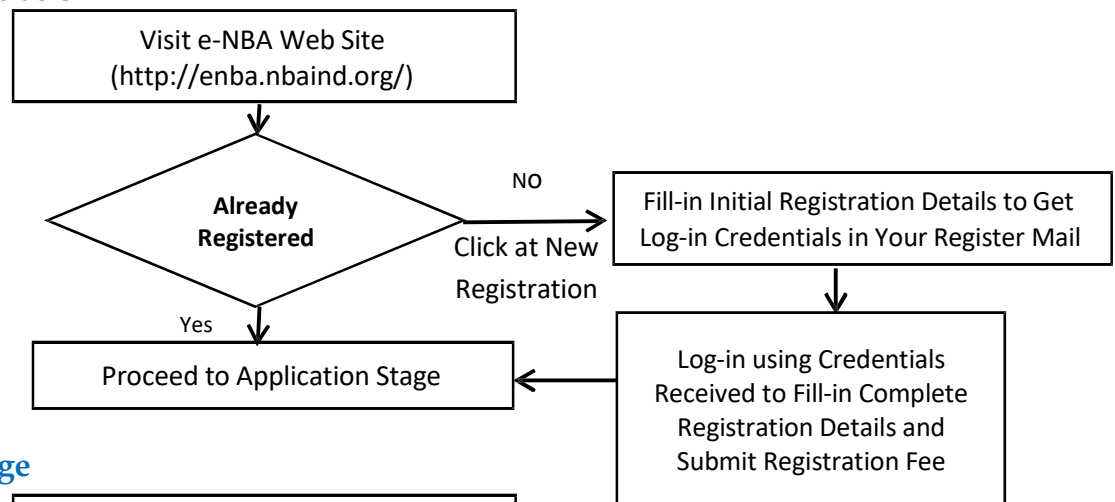 Visit e-NBA Web Site
(http://enba.nbaind.org/)
Already
Registered
NO
Click at New
Registration
Fill-in Initial Registration Details to Get
Log-in Credentials in Your Register Mail
Yes
Proceed to Application Stage
Log-in using Credentials
Received to Fill-in Complete
Registration Details and
Submit Registration Fee
ge